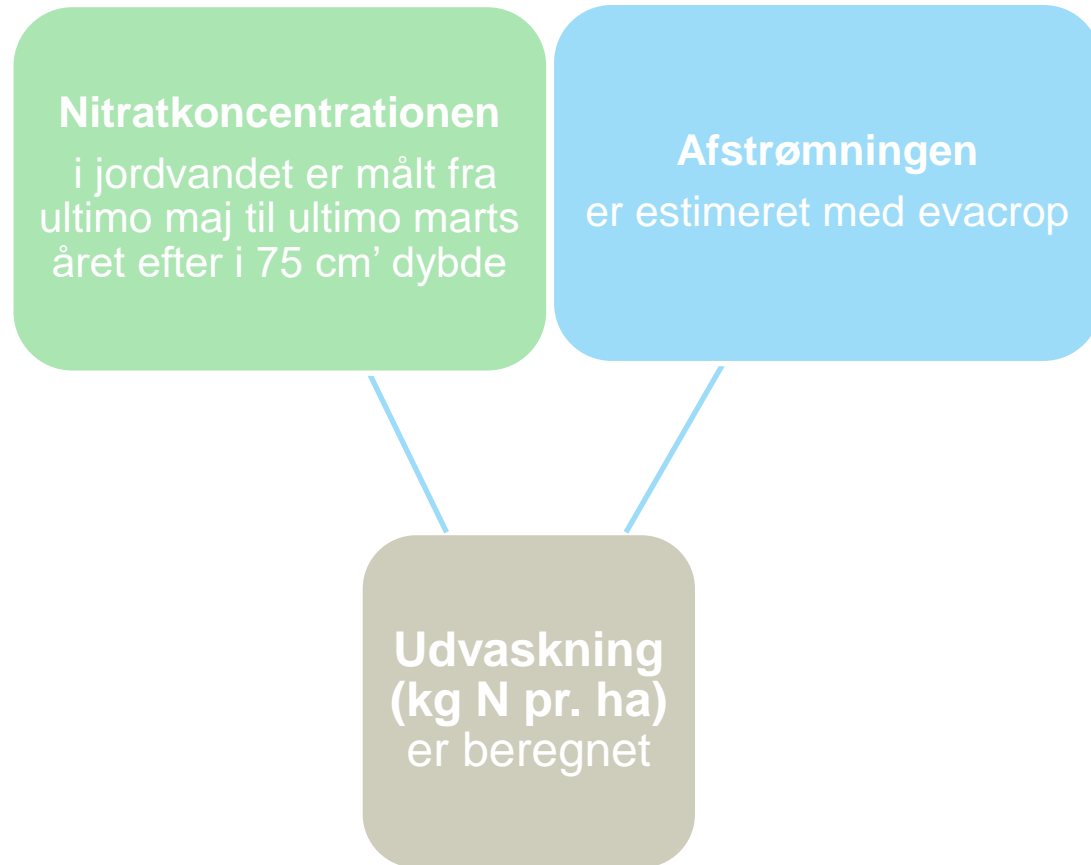 Nitratkoncentrationen
i jordvandet er målt fra
ultimo maj til ultimo marts
året efter i 75 cm’ dybde
Afstrømningen
er estimeret med evacrop
Udvaskning
(kg N pr. ha)
er beregnet